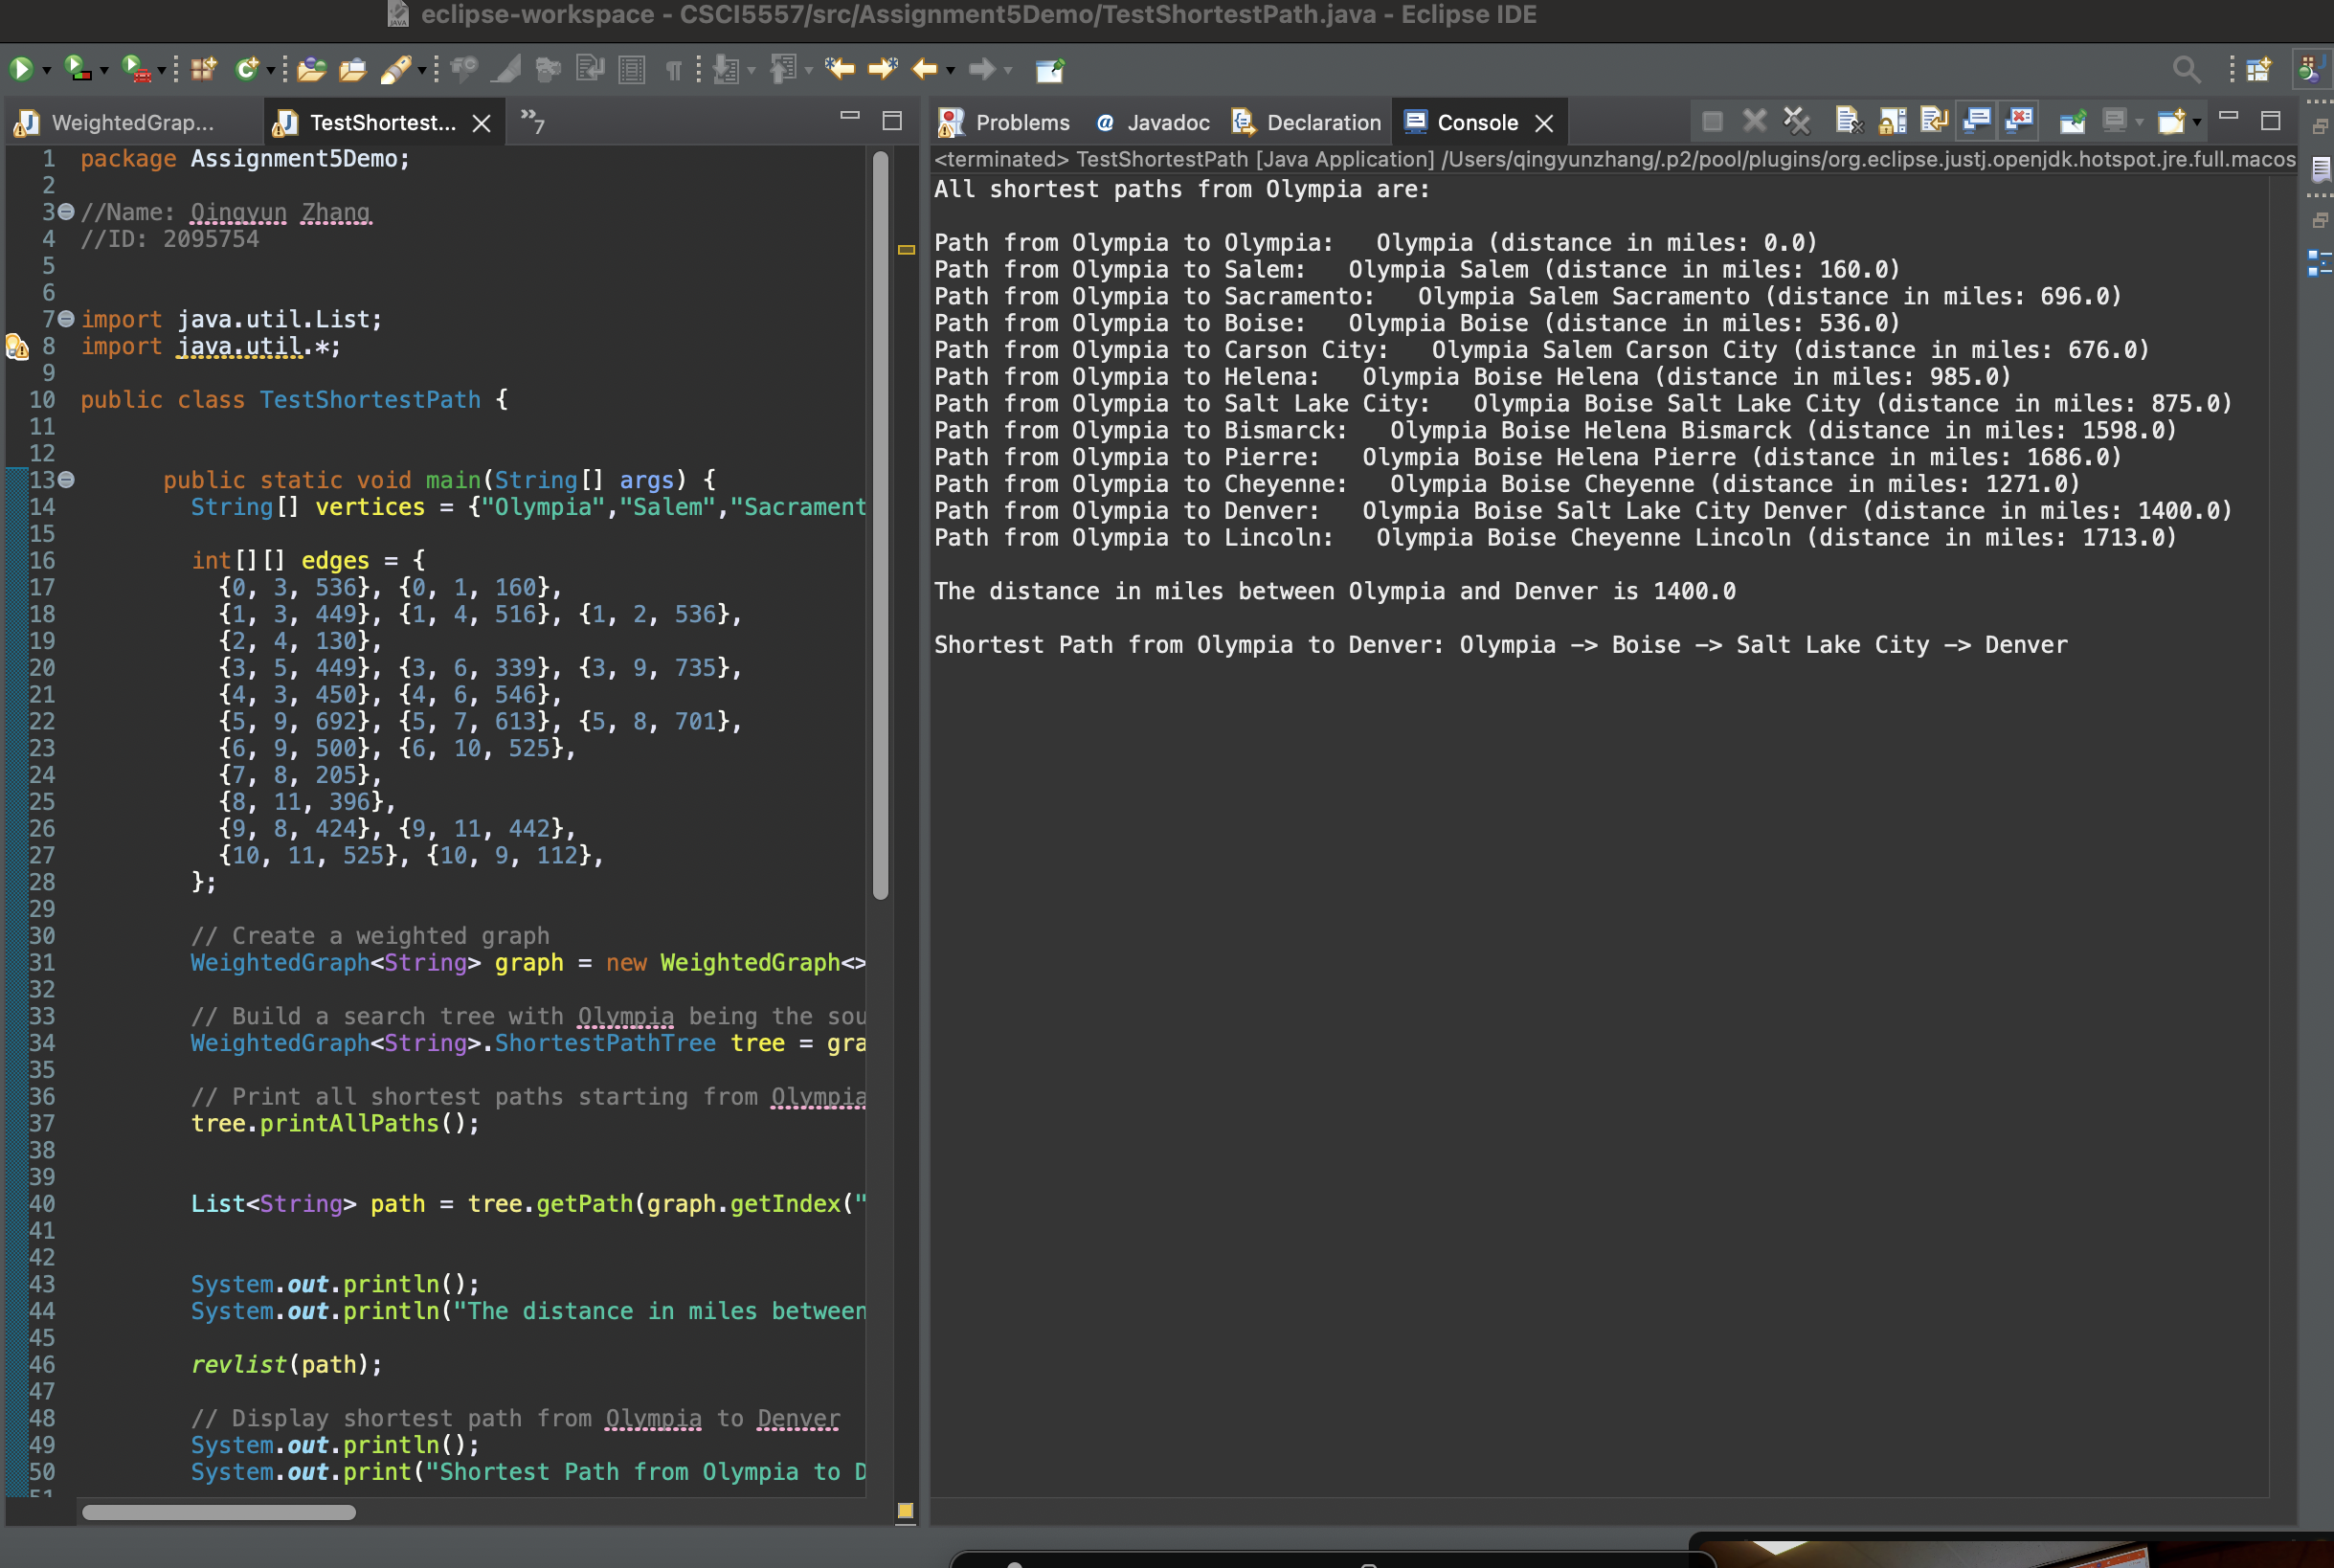 eclipse-workspace - CSCI5557/src/Assignment5Demo/TestShortestPath.java - Eclipse IDE
WeightedGrap...
TestShortest...
»7
1 package Assignment5Demo;
2
3 //Name: Qingyun Zhang
4 //ID: 2095754
5
6
7 import java.util.List;
8 import java.util.*;
9
10 public class TestShortestPath {
11
12
13 public static void main(String[] args) {
14 String[] vertices = {"Olympia","Salem","Sacrament
15
16 int[][] edges = {
17 {0, 3, 536}, {0, 1, 160},
18 {1, 3, 449}, {1, 4, 516}, {1, 2, 536},
19 {2, 4, 130},
20 {3, 5, 449}, {3, 6, 339}, {3, 9, 735},
21 {4, 3, 450}, {4, 6, 546},
22 {5, 9, 692}, {5, 7, 613}, {5, 8, 701},
23 {6, 9, 500}, {6, 10, 525},
24 {7, 8, 205},
25 {8, 11, 396},
26 {9, 8, 424}, {9, 11, 442},
27 {10, 11, 525}, {10, 9, 112},
28 };
29
30 // Create a weighted graph
31 WeightedGraph<String> graph = new WeightedGraph<>
32
33 // Build a search tree with Olympia being the sou
34 WeightedGraph<String>.ShortestPathTree tree = gra
35
36 // Print all shortest paths starting from Olympia
37 tree.printAllPaths();
38
39
40 List<String> path = tree.getPath(graph.getIndex("
41
42
43 System.out.println();
44 System.out.println("The distance in miles between
45
46 revlist(path);
47
48 // Display shortest path from Olympia to Denver
49 System.out.println();
50 System.out.print("Shortest Path from Olympia to D
51
Problems
@ Javadoc
Declaration
Console
<terminated> TestShortestPath [Java Application] /Users/qingyunzhang/.p2/pool/plugins/org.eclipse.justj.openjdk.hotspot.jre.full.macos
All shortest paths from Olympia are:
Path from Olympia to Olympia: Olympia (distance in miles: 0.0)
Path from Olympia to Salem: Olympia Salem (distance in miles: 160.0)
Path from Olympia to Sacramento: Olympia Salem Sacramento (distance in miles: 696.0)
Path from Olympia to Boise: Olympia Boise (distance in miles: 536.0)
Path from Olympia to Carson City: Olympia Salem Carson City (distance in miles: 676.0)
Path from Olympia to Helena: Olympia Boise Helena (distance in miles: 985.0)
Path from Olympia to Salt Lake City: Olympia Boise Salt Lake City (distance in miles: 875.0)
Path from Olympia to Bismarck: Olympia Boise Helena Bismarck (distance in miles: 1598.0)
Path from Olympia to Pierre: Olympia Boise Helena Pierre (distance in miles: 1686.0)
Path from Olympia to Cheyenne: Olympia Boise Cheyenne (distance in miles: 1271.0)
Path from Olympia to Denver: Olympia Boise Salt Lake City Denver (distance in miles: 1400.0)
Path from Olympia to Lincoln: Olympia Boise Cheyenne Lincoln (distance in miles: 1713.0)
The distance in miles between Olympia and Denver is 1400.0
Shortest Path from Olympia to Denver: Olympia —> Boise —> Salt Lake City —> Denver